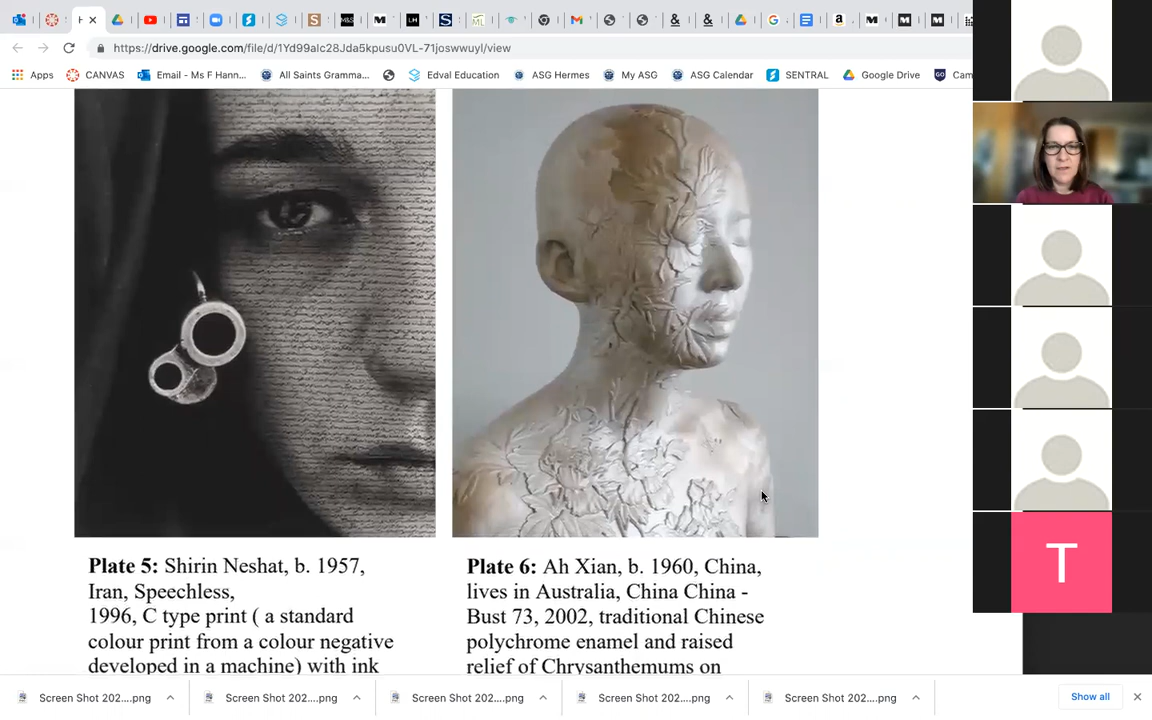 https://drive.google.com/file/d/1Yd99alc28Jda5kpusu0VL-71joswwuyl/view
Apps CANVAS Email - Ms F Hann... All Saints Gramma... Edval Education ASG Hermes My ASG ASG Calendar SENTRAL Google Drive Cam
Plate 5: Shirin Neshat, b. 1957,
Iran, Speechless,
1996, C type print ( a standard
colour print from a colour negative
developed in a machine) with ink
Plate 6: Ah Xian, b. 1960, China,
lives in Australia, China China -
Bust 73, 2002, traditional Chinese
polychrome enamel and raised
relief of Chrysanthemums on
T
Screen Shot 202....png Screen Shot 202....png Screen Shot 202....png Screen Shot 202....png Screen Shot 202....png Show all